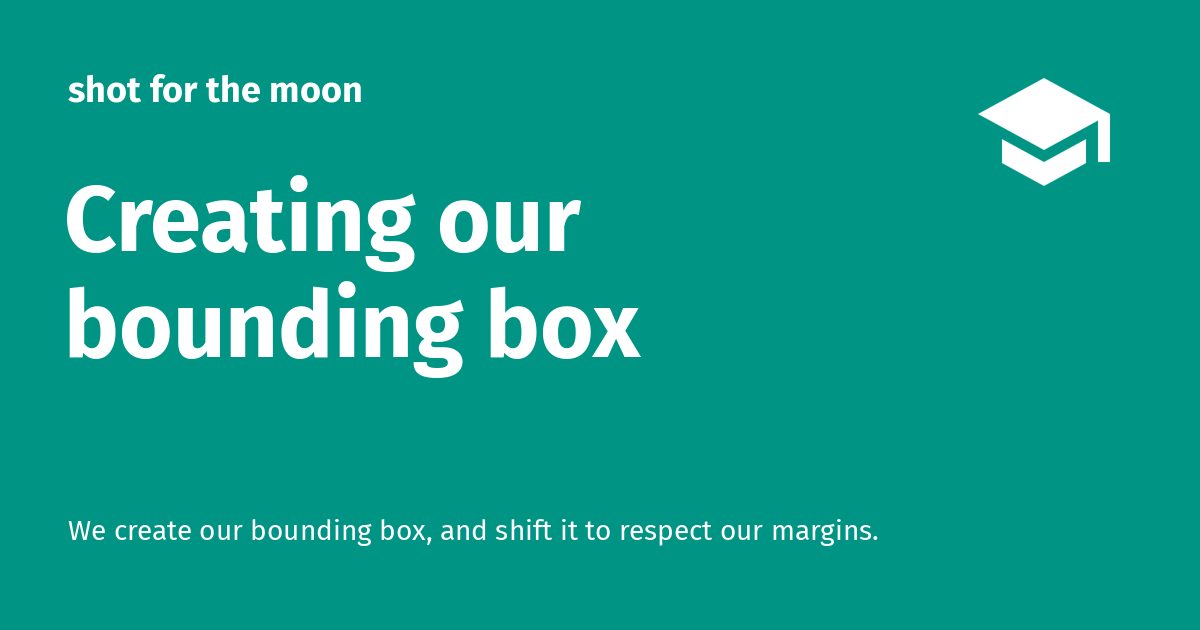 shot for the moon
Creating our
bounding box
We create our bounding box, and shift it to respect our margins.